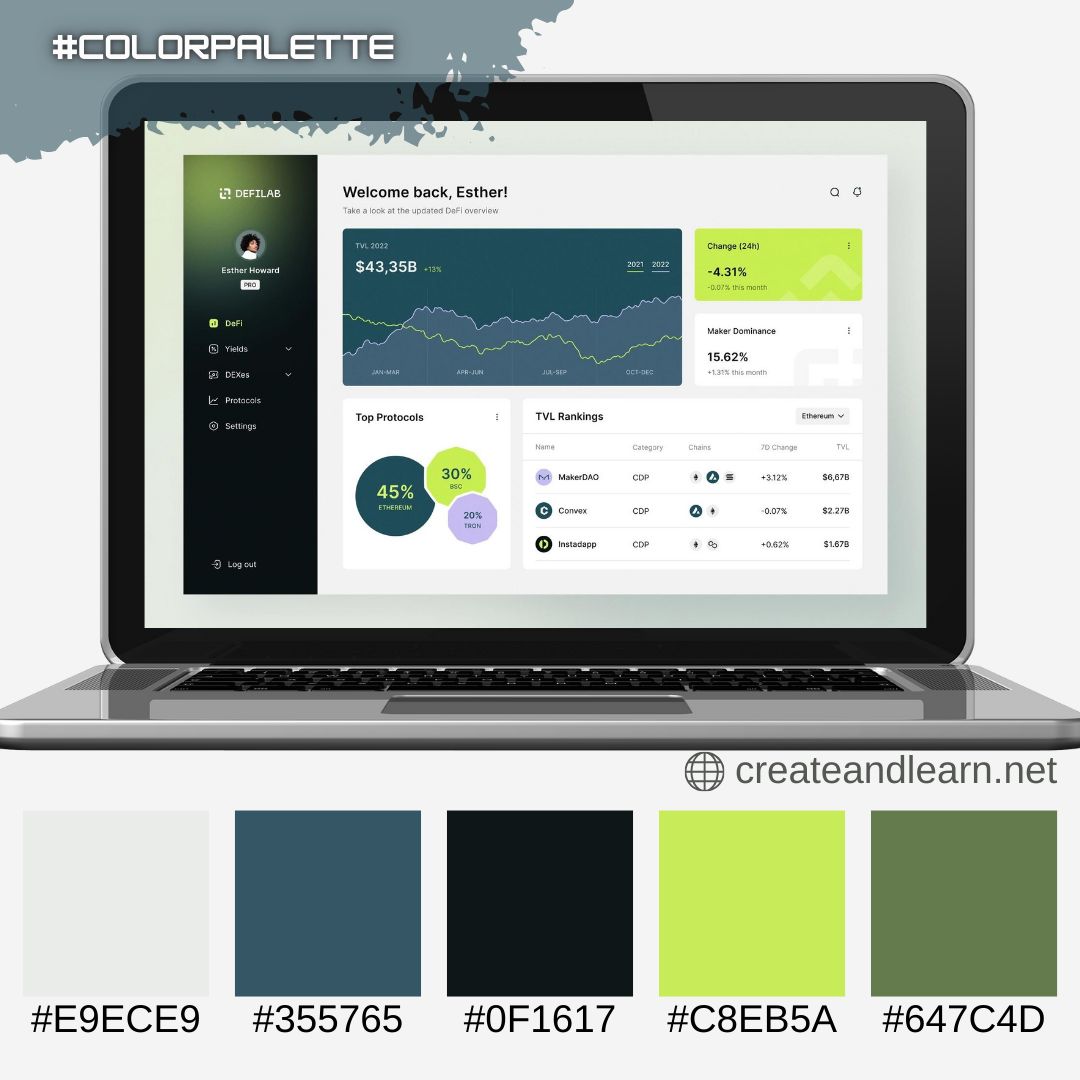 #COLORPALETTE
DEFILAB
Esther Howard
PRO
DeFi
Yields
DEXes
Protocols
Settings
Log out
Welcome back, Esther!
Take a look at the updated DeFi overview
TVL 2022
$43,35B +13%
2021 2022
JAN-MAR APR-JUN JUL-SEP OCT-DEC
Change (24h)
-4.31%
-0.07% this month
Maker Dominance
15.62%
+1.31% this month
Top Protocols
45%
ETHEREUM
30%
BSC
20%
TRON
TVL Rankings
Ethereum
Name Category Chains 7D Change TVL
MakerDAO CDP +3.12% $6,67B
Convex CDP -0.07% $2.27B
Instadapp CDP +0.62% $1.67B
createandlearn.net
#E9ECE9 #355765 #0F1617 #C8EB5A #647C4D